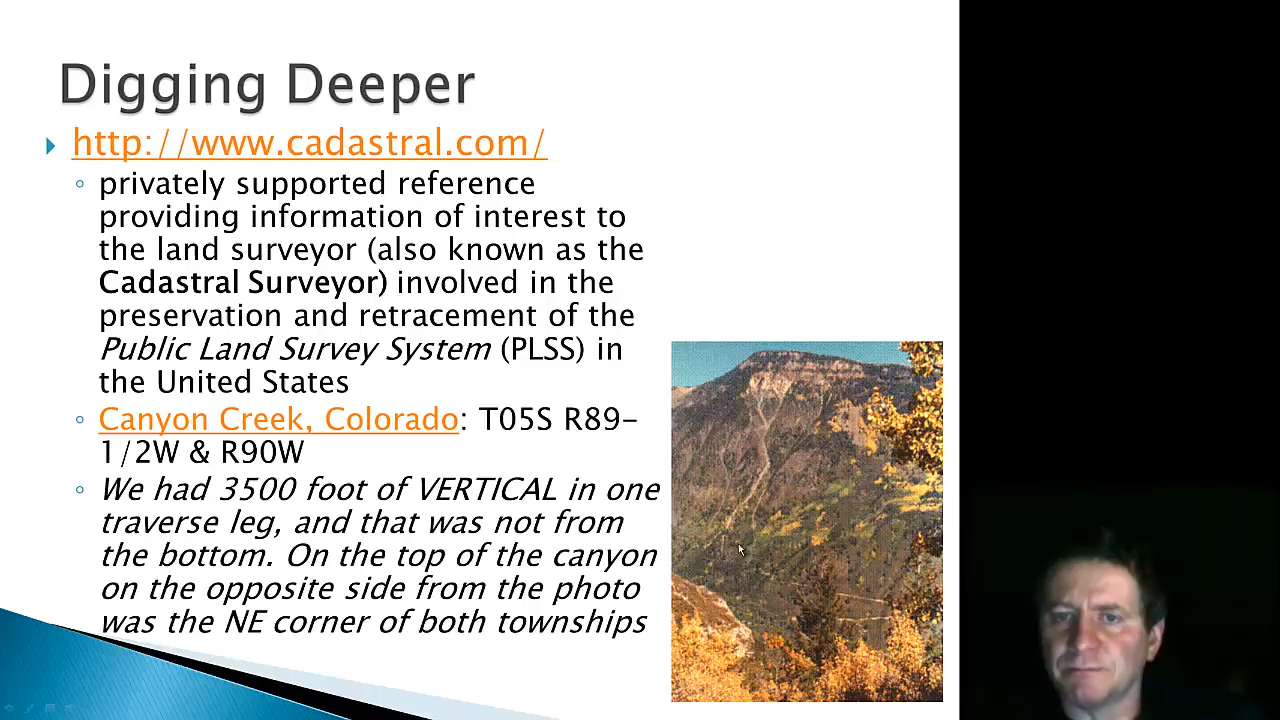 Digging Deeper
http://www.cadastral.com/
privately supported reference
providing information of interest to
the land surveyor (also known as the
Cadastral Surveyor) involved in the
preservation and retracement of the
Public Land Survey System (PLSS) in
the United States
Canyon Creek, Colorado: T05S R89-
1/2W & R90W
We had 3500 foot of VERTICAL in one
traverse leg, and that was not from
the bottom. On the top of the canyon
on the opposite side from the photo
was the NE corner of both townships